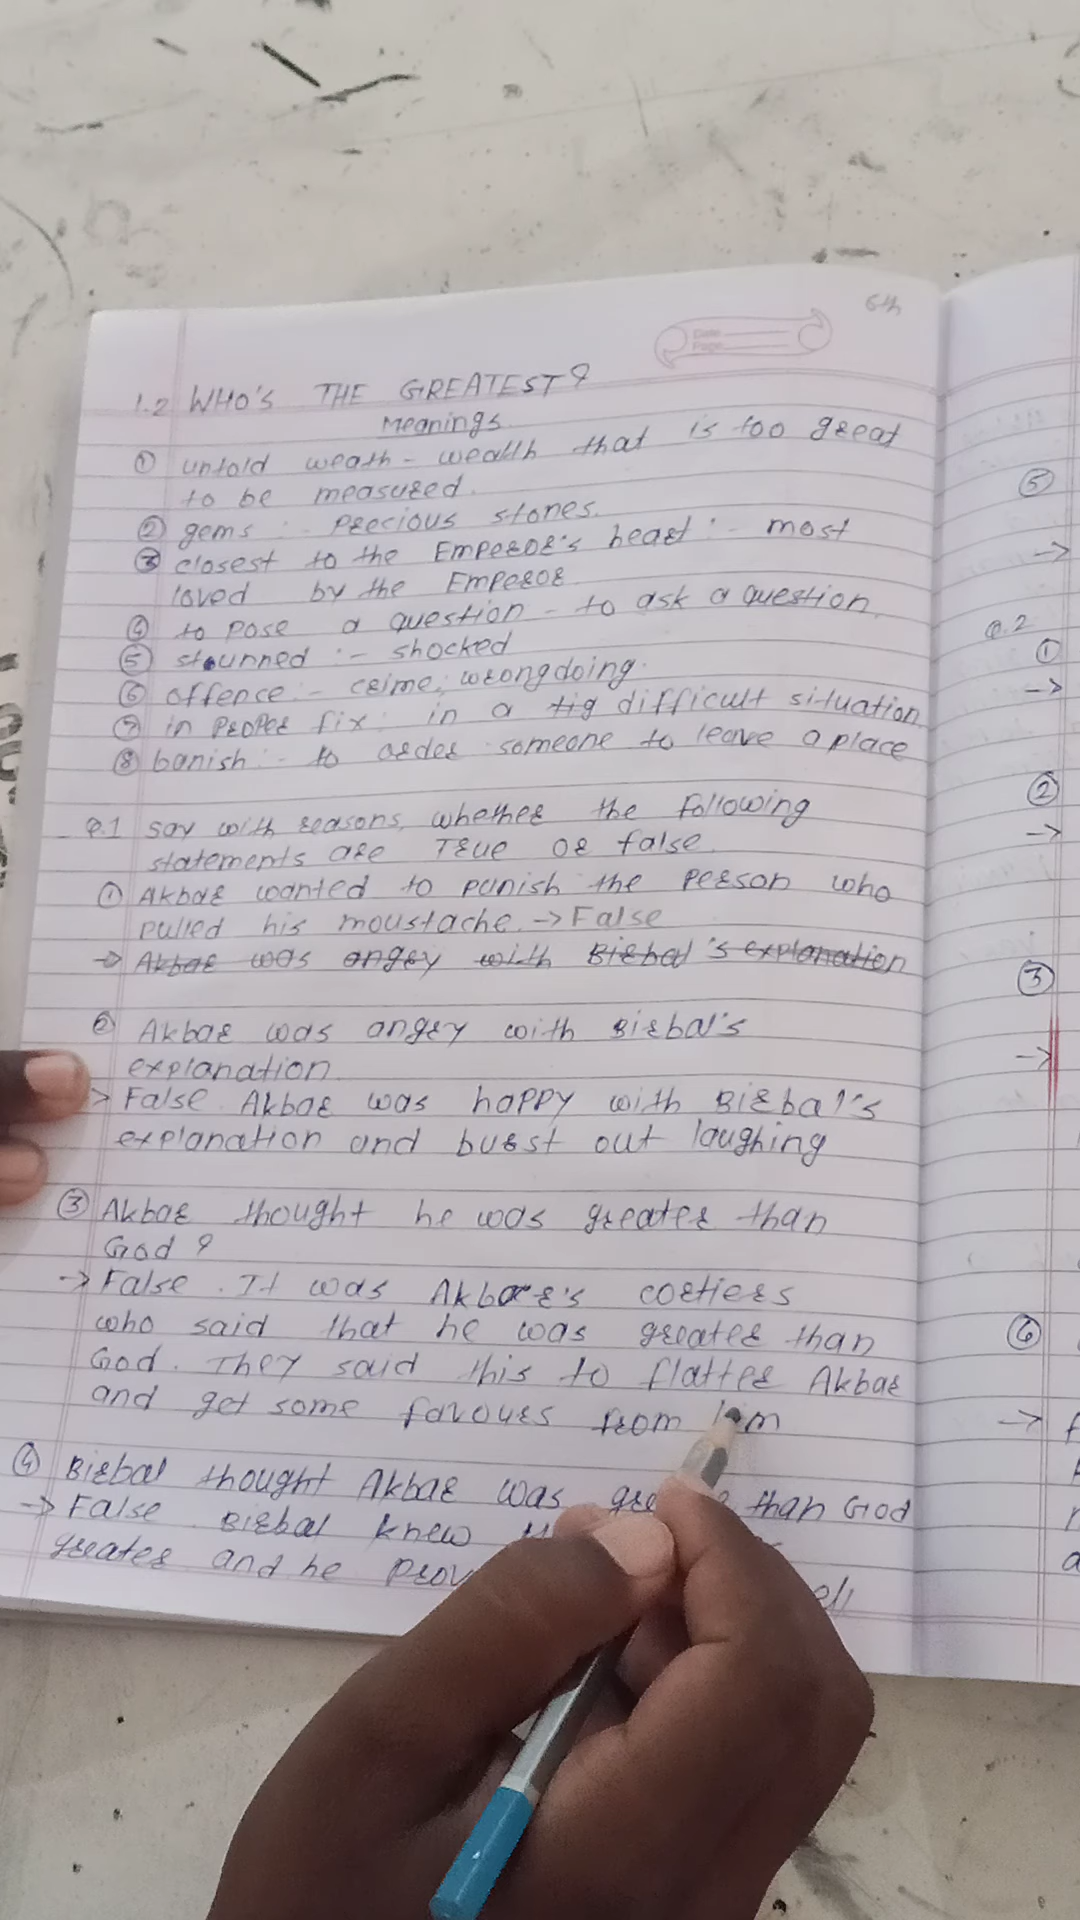 6th
Date
Page
1.2 WHO'S THE GREATEST?
Meanings
① untold weath - wealth that is too great
to be measured.
② gems :- Precious stones.
③ closest to the Emperor's heart :- most
loved by the Emperor
④ to pose a question - to ask a question
⑤ stounned :- shocked
⑥ offence :- crime, wrongdoing.
⑦ in proper fix : in a tig difficult situation
⑧ banish :- to order someone to leave a place
Q.1 say with reasons, whether the following
statements are True or false.
① Akbar wanted to punish the person who
pulled his moustache. -> False
-> Akbar was angry with Birbal's explanation
② Akbar was angry with Birbal's
explanation
> False. Akbar was happy with Birbal's
explanation and burst out laughing
③ Akbar thought he was greater than
God ?
-> False. It was Akbar's cortiers
who said that he was greater than
God. They said this to flatter Akbar
and get some favours from him
④ Birbal thought Akbar was than God
-> False. Birbal knew
greater and he
⑤
->
Q.2
①
->
②
->
③
->
⑥
->